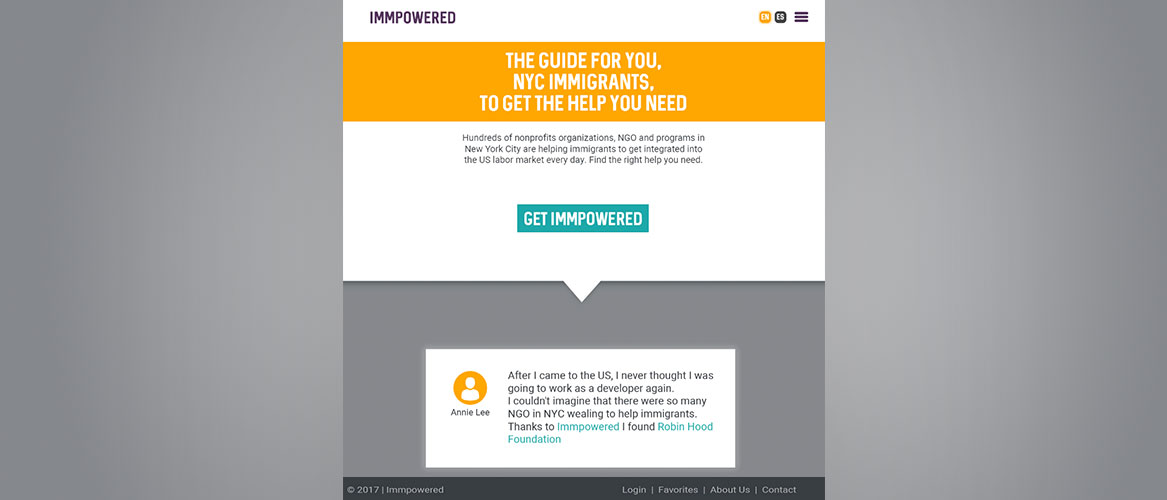 IMMPOWERED
EN ES
THE GUIDE FOR YOU,
NYC IMMIGRANTS,
TO GET THE HELP YOU NEED
Hundreds of nonprofits organizations, NGO and programs in
New York City are helping immigrants to get integrated into
the US labor market every day. Find the right help you need.
GET IMMPOWERED
Annie Lee
After I came to the US, I never thought I was
going to work as a developer again.
I couldn't imagine that there were so many
NGO in NYC wealing to help immigrants.
Thanks to Immpowered I found Robin Hood
Foundation
© 2017 | Immpowered
Login | Favorites | About Us | Contact